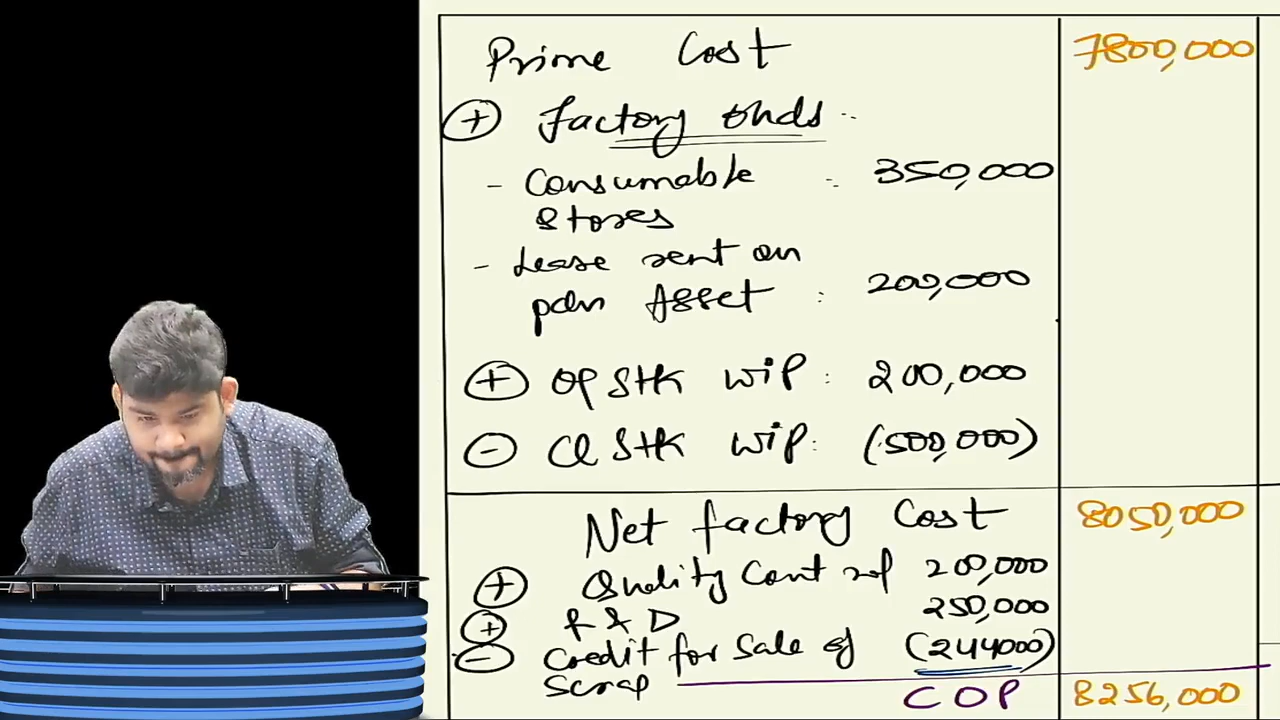 Prime Cost 7800,000
+ factory ohds :-
- Consumable :- 350,000
stores
- Lease rent on
pdn Asset : 200,000
+ Op Stk WIP : 200,000
- Cl Stk WIP : (500,000)
Net factory Cost 8050,000
+ Quality Cont 200,000
+ R & D 250,000
- Credit for Sale of (244000)
Scrap
COP 8256,000